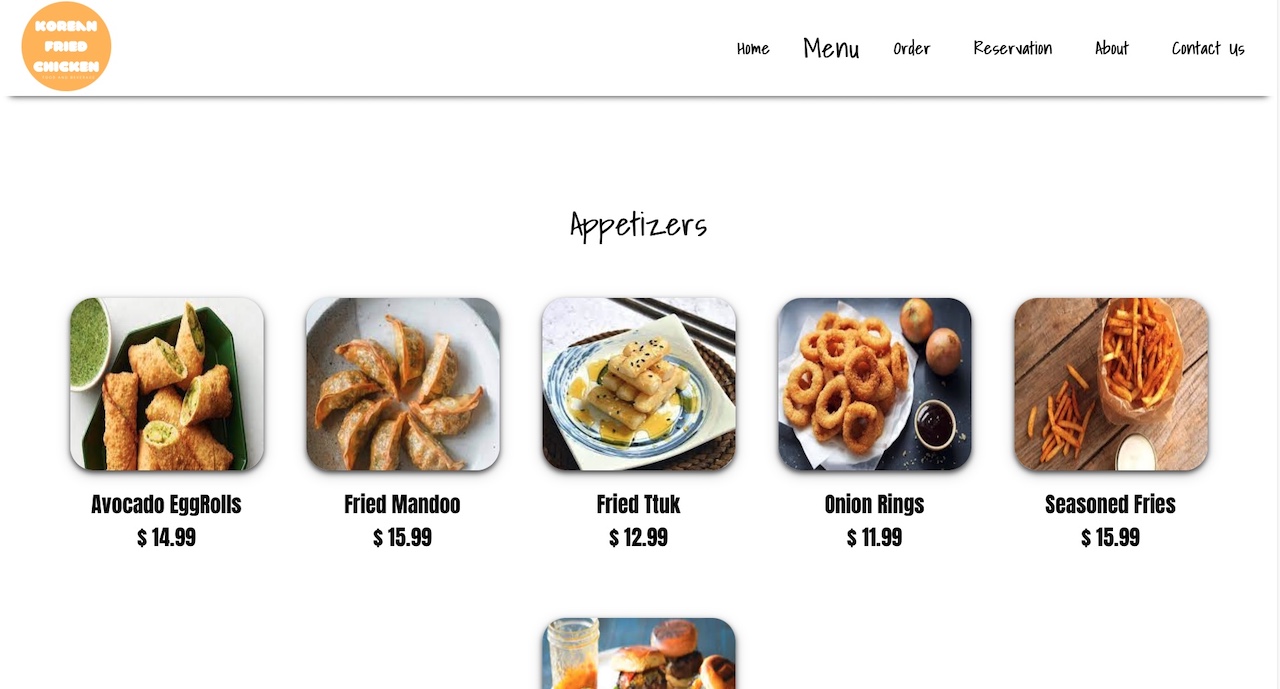 KOREAN
FRIED
CHICKEN
Home Menu Order Reservation About Contact Us
Appetizers
Avocado EggRolls Fried Mandoo Fried Ttuk Onion Rings Seasoned Fries
$ 14.99 $ 15.99 $ 12.99 $ 11.99 $ 15.99